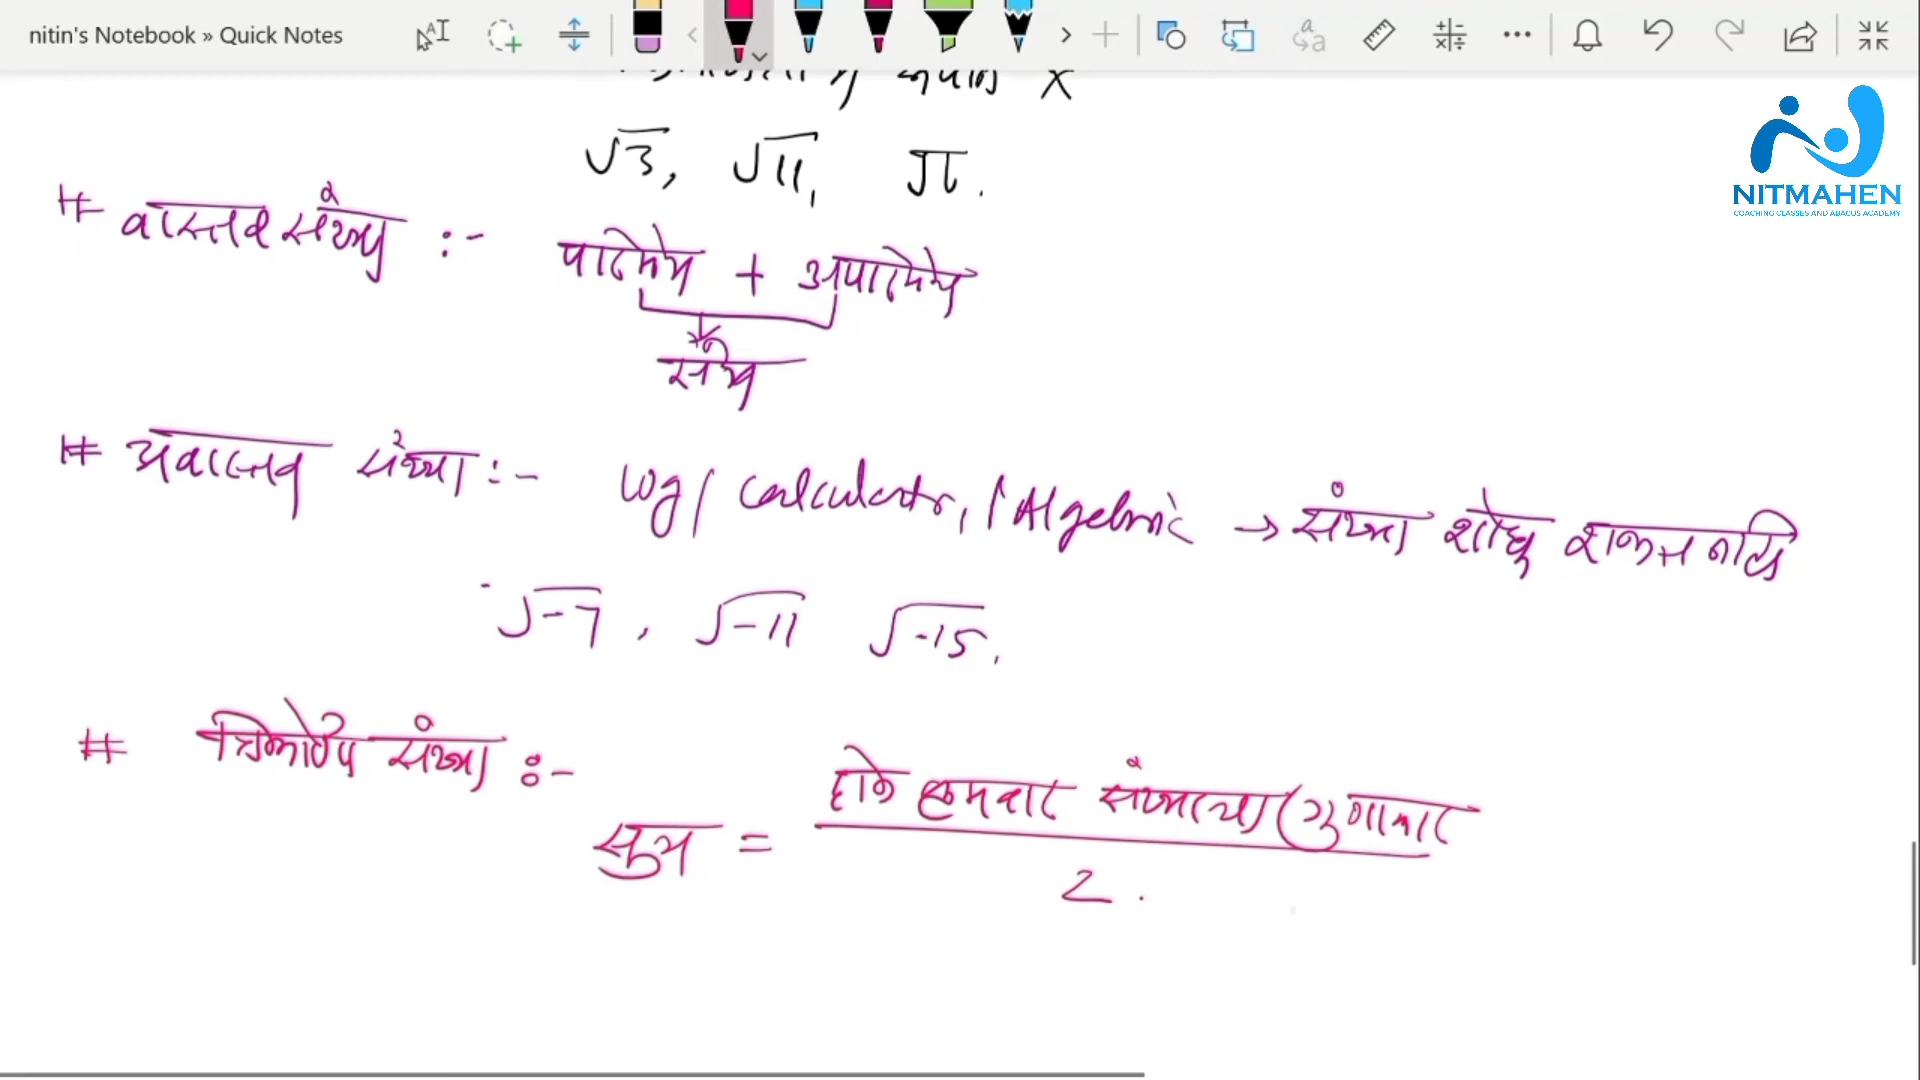 nitin's Notebook » Quick Notes
NITMAHEN
COACHING CLASSES AND ABACUS ACADEMY
x
√3, √11, π.
# वास्तव संख्या :- परिमेय + अपरिमेय
संच
# अवास्तव संख्या :- log / calculator, / Algebric → संख्या शोधू शकत नाही
√-7, √-11 √-15.
# त्रिकोणी संख्या :-
सुत्र = दोन क्रमवार संख्याचा गुणाकार
2.